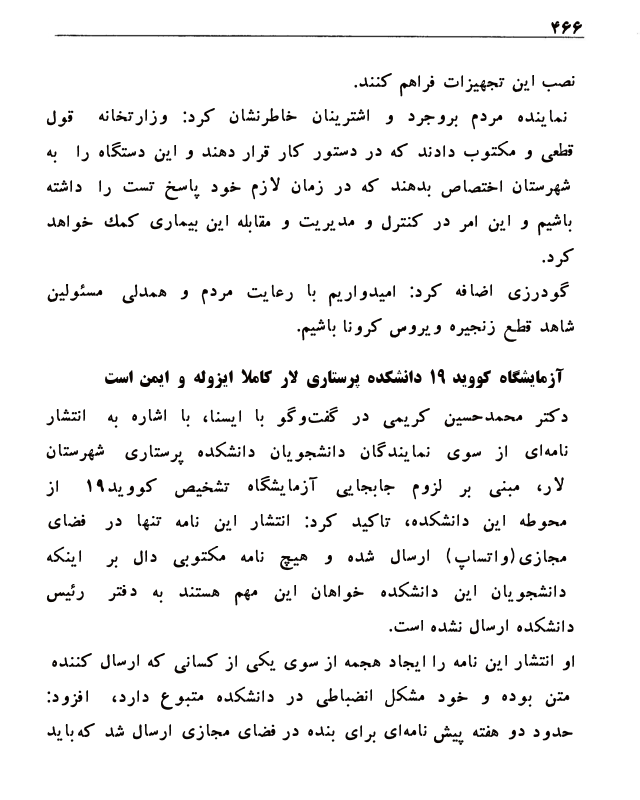 ۴۶۶
نصب این تجهیزات فراهم کنند.
نماینده مردم بروجرد و اشترینان خاطرنشان کرد: وزارتخانه قول
قطعی و مکتوب دادند که در دستور کار قرار دهند و این دستگاه را به
شهرستان اختصاص بدهند که در زمان لازم خود پاسخ تست را داشته
باشیم و این امر در کنترل و مدیریت و مقابله این بیماری کمک خواهد
کرد.
گودرزی اضافه کرد: امیدواریم با رعایت مردم و همدلی مسئولین
شاهد قطع زنجیره ویروس کرونا باشیم.
آزمایشگاه کووید ۱۹ دانشکده پرستاری لار کاملا ایزوله و ایمن است
دکتر محمدحسین کریمی در گفت‌وگو با ایسنا، با اشاره به انتشار
نامه‌ای از سوی نمایندگان دانشجویان دانشکده پرستاری شهرستان
لار، مبنی بر لزوم جابجایی آزمایشگاه تشخیص کووید۱۹ از
محوطه این دانشکده، تاکید کرد: انتشار این نامه تنها در فضای
مجازی(واتساپ) ارسال شده و هیچ نامه مکتوبی دال بر اینکه
دانشجویان این دانشکده خواهان این مهم هستند به دفتر رئیس
دانشکده ارسال نشده است.
او انتشار این نامه را ایجاد هجمه از سوی یکی از کسانی که ارسال کننده
متن بوده و خود مشکل انضباطی در دانشکده متبوع دارد، افزود:
حدود دو هفته پیش نامه‌ای برای بنده در فضای مجازی ارسال شد که باید